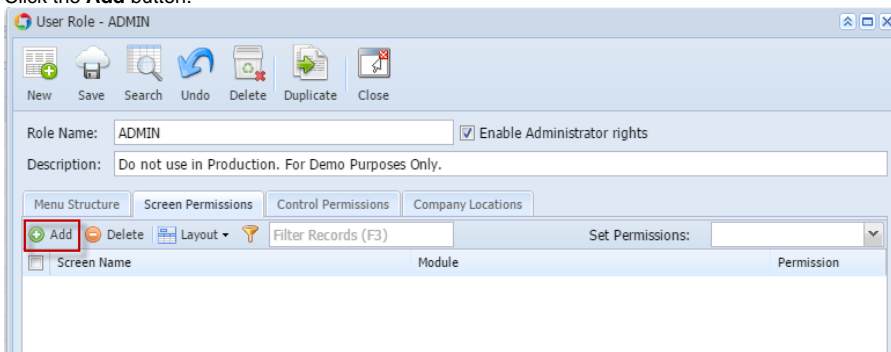 Click the Add button.
User Role - ADMIN
New Save Search Undo Delete Duplicate Close
Role Name: ADMIN Enable Administrator rights
Description: Do not use in Production. For Demo Purposes Only.
Menu Structure Screen Permissions Control Permissions Company Locations
Add Delete Layout Filter Records (F3) Set Permissions:
Screen Name Module Permission